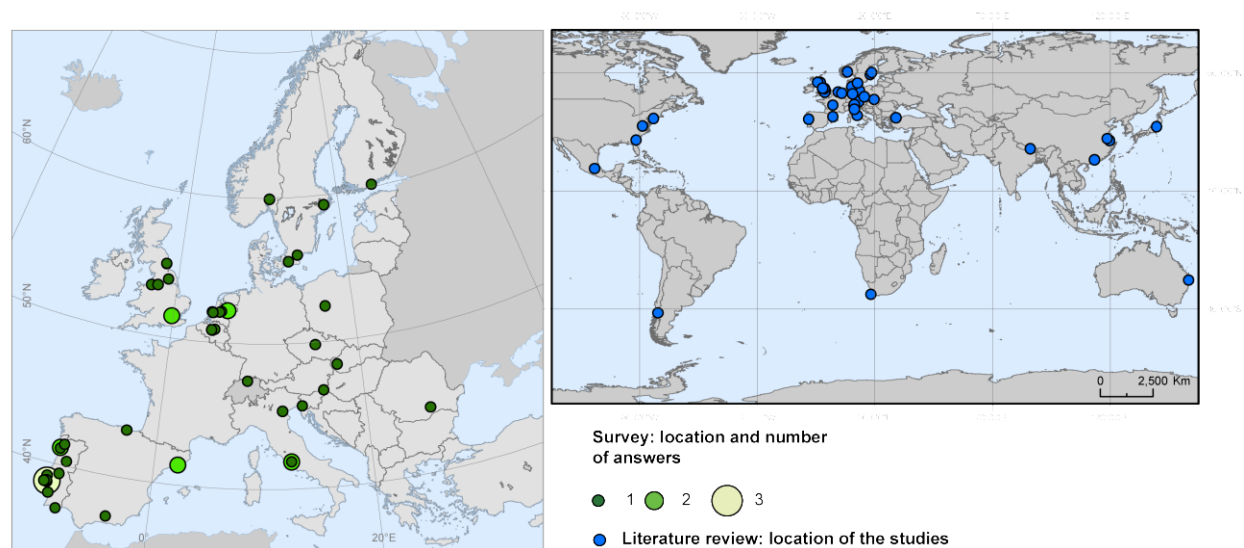 60°N
50°N
40°N
0°
20°E
0
2,500 Km
Survey: location and number
of answers
1
2
3
Literature review: location of the studies